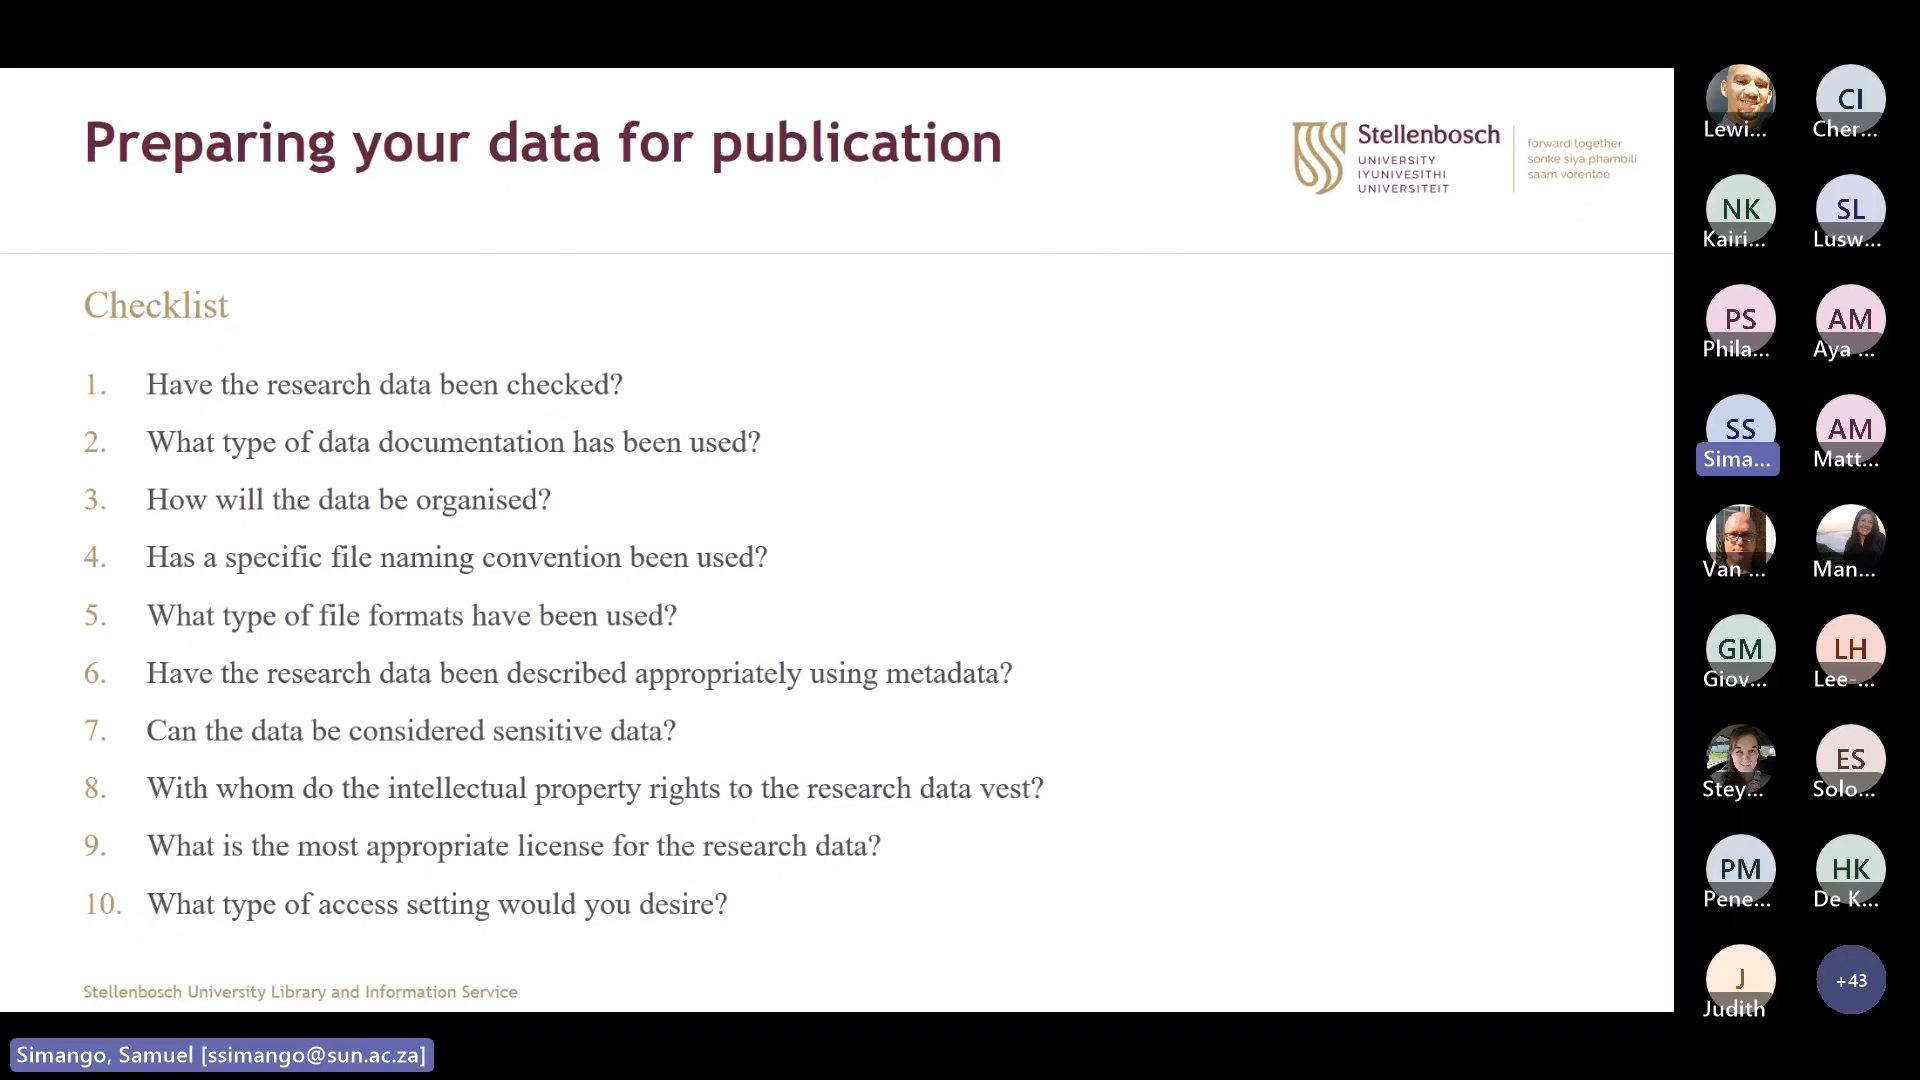 Preparing your data for publication
Stellenbosch
UNIVERSITY
IYUNIVESITHI
UNIVERSITEIT
forward together
sonke siya phambili
saam vorentoe
Checklist
1. Have the research data been checked?
2. What type of data documentation has been used?
3. How will the data be organised?
4. Has a specific file naming convention been used?
5. What type of file formats have been used?
6. Have the research data been described appropriately using metadata?
7. Can the data be considered sensitive data?
8. With whom do the intellectual property rights to the research data vest?
9. What is the most appropriate license for the research data?
10. What type of access setting would you desire?
Stellenbosch University Library and Information Service
Simango, Samuel [ssimango@sun.ac.za]
Lewi...
CI
Cher...
NK
Kairi...
SL
Lusw...
PS
Phila...
AM
Aya ...
SS
Sima...
AM
Matt...
Van ...
Man...
GM
Giov...
LH
Lee-...
Stey...
ES
Solo...
PM
Pene...
HK
De K...
J
Judith
+43